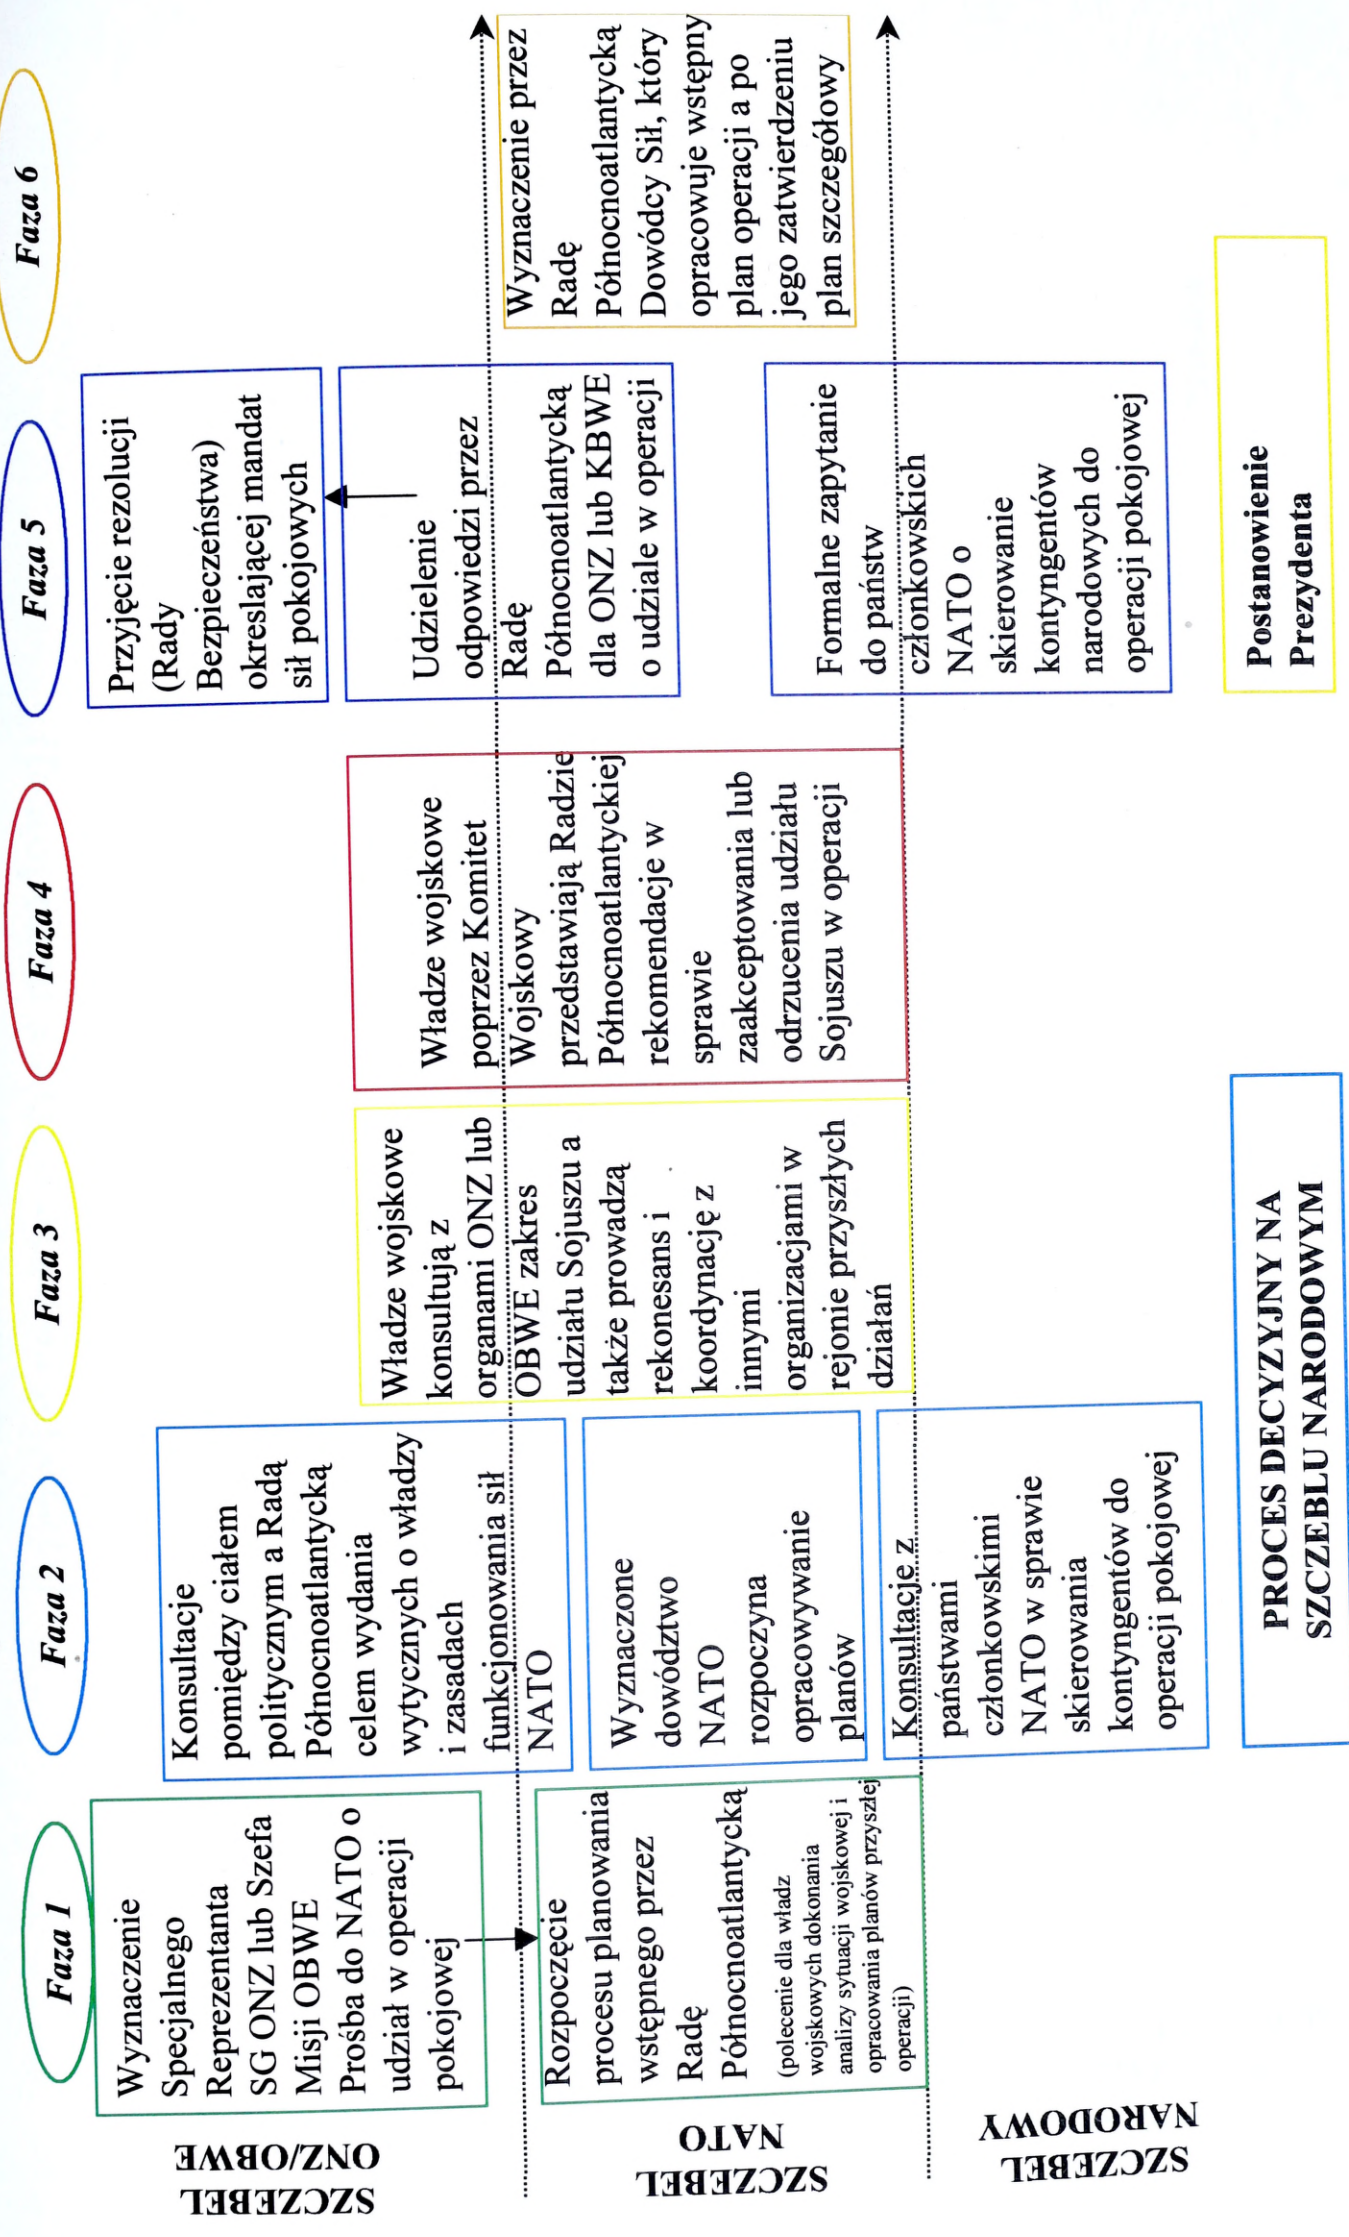 Faza 1
Faza 2
Faza 3
Faza 4
Faza 5
Faza 6
SZCZEBEL
ONZ/OBWE
Wyznaczenie
Specjalnego
Reprezentanta
SG ONZ lub Szefa
Misji OBWE
Prośba do NATO o
udział w operacji
pokojowej
Konsultacje
pomiędzy ciałem
politycznym a Radą
Północnoatlantycką
celem wydania
wytycznych o władzy
i zasadach
funkcjonowania sił
NATO
Władze wojskowe
konsultują z
organami ONZ lub
OBWE zakres
udziału Sojuszu a
także prowadzą
rekonesans i
koordynację z
innymi
organizacjami w
rejonie przyszłych
działań
Władze wojskowe
poprzez Komitet
Wojskowy
przedstawiają Radzie
Północnoatlantyckiej
rekomendacje w
sprawie
zaakceptowania lub
odrzucenia udziału
Sojuszu w operacji
Przyjęcie rezolucji
(Rady
Bezpieczeństwa)
okreslającej mandat
sił pokojowych
Udzielenie
odpowiedzi przez
Radę
Północnoatlantycką
dla ONZ lub KBWE
o udziale w operacji
Wyznaczenie przez
Radę
Północnoatlantycką
Dowódcy Sił, który
opracowuje wstępny
plan operacji a po
jego zatwierdzeniu
plan szczegółowy
SZCZEBEL
NATO
Rozpoczęcie
procesu planowania
wstępnego przez
Radę
Północnoatlantycką
(polecenie dla władz
wojskowych dokonania
analizy sytuacji wojskowej i
opracowania planów przyszłej
operacji)
Wyznaczone
dowództwo
NATO
rozpoczyna
opracowywanie
planów
SZCZEBEL
NARODOWY
Konsultacje z
państwami
członkowskimi
NATO w sprawie
skierowania
kontyngentów do
operacji pokojowej
Formalne zapytanie
do państw
członkowskich
NATO o
skierowanie
kontyngentów
narodowych do
operacji pokojowej
PROCES DECYZYJNY NA
SZCZEBLU NARODOWYM
Postanowienie
Prezydenta